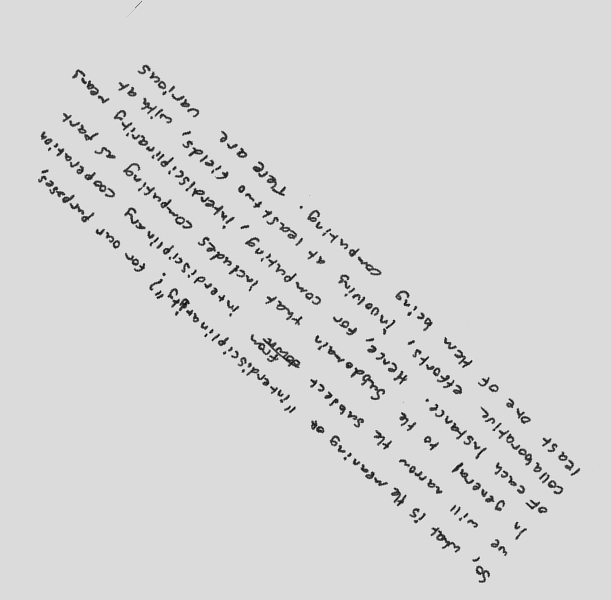 So, what is the meaning of "interdisciplinarity"? For our purposes,
we will narrow the subject from interdisciplinary cooperation
in general to the subdomain that includes computing as part
of each instance. Hence, for computing, interdisciplinarity means
collaborative efforts, involving at least two fields, with at
least one of them being computing. There are various